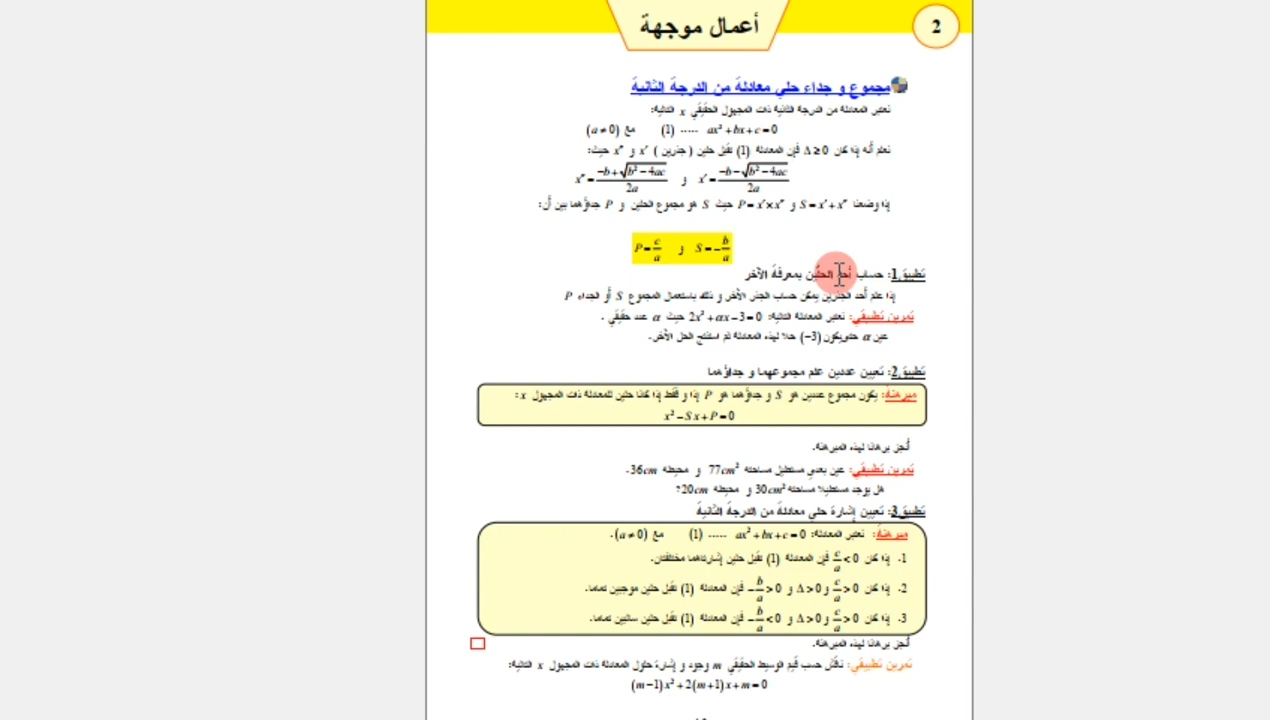 2
أعمال موجهة
مجموع و جداء حلي معادلة من الدرجة الثانية
نعتبر المعادلة من الدرجة الثانية ذات المجهول الحقيقي x التالية:
ax² + bx + c = 0 ..... (1) مع (a ≠ 0)
نعلم أنه إذا كان Δ ≥ 0 فإن المعادلة (1) تقبل حلين ( جذرين ) x′ و x″ حيث:
x′ = (−b − √(b² − 4ac)) / 2a و x″ = (−b + √(b² − 4ac)) / 2a
إذا وضعنا S = x′ + x″ و P = x′ × x″ حيث S هو مجموع الحلين و P جداؤهما بين أن:
S = −b/a و P = c/a
تطبيق1: حساب أحد الحلين بمعرفة الآخر
إذا علم أحد الجذرين يمكن حساب الجذر الآخر و ذلك باستعمال المجموع S أو الجداء P
تمرين تطبيقي: نعتبر المعادلة التالية: 2x² + αx − 3 = 0 حيث α عدد حقيقي .
عين α حتى يكون (−3) حلا لهذه المعادلة ثم استنتج الحل الآخر.
تطبيق2: تعيين عددين علم مجموعهما و جداؤهما
مبرهنة: يكون مجموع عددين هو S و جداؤهما هو P إذا و فقط إذا كانا حلين للمعادلة ذات المجهول x:
x² − Sx + P = 0
أنجز برهانا لهذه المبرهنة.
تمرين تطبيقي: عين بعدي مستطيل مساحته 77cm² و محيطه 36cm.
هل يوجد مستطيلا مساحته 30cm² و محيطه 20cm؟
تطبيق3: تعيين إشارة حلي معادلة من الدرجة الثانية
مبرهنة: نعتبر المعادلة: ax² + bx + c = 0 ..... (1) مع (a ≠ 0).
1. إذا كان c/a < 0 فإن المعادلة (1) تقبل حلين إشارتاهما مختلفتان.
2. إذا كان c/a > 0 و Δ > 0 و −b/a > 0 فإن المعادلة (1) تقبل حلين موجبين تماما.
3. إذا كان c/a > 0 و Δ > 0 و −b/a < 0 فإن المعادلة (1) تقبل حلين سالبين تماما.
أنجز برهانا لهذه المبرهنة.
تمرين تطبيقي: ناقش حسب قيم الوسيط الحقيقي m وجود و إشارة حلول المعادلة ذات المجهول x التالية:
(m − 1)x² + 2(m + 1)x + m = 0